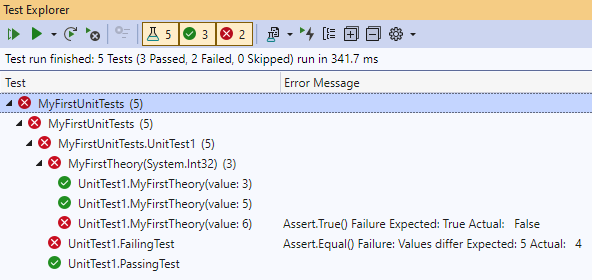 Test Explorer
5 3 2
Test run finished: 5 Tests (3 Passed, 2 Failed, 0 Skipped) run in 341.7 ms
Test Error Message
MyFirstUnitTests (5)
MyFirstUnitTests (5)
MyFirstUnitTests.UnitTest1 (5)
MyFirstTheory(System.Int32) (3)
UnitTest1.MyFirstTheory(value: 3)
UnitTest1.MyFirstTheory(value: 5)
UnitTest1.MyFirstTheory(value: 6) Assert.True() Failure Expected: True Actual: False
UnitTest1.FailingTest Assert.Equal() Failure: Values differ Expected: 5 Actual: 4
UnitTest1.PassingTest